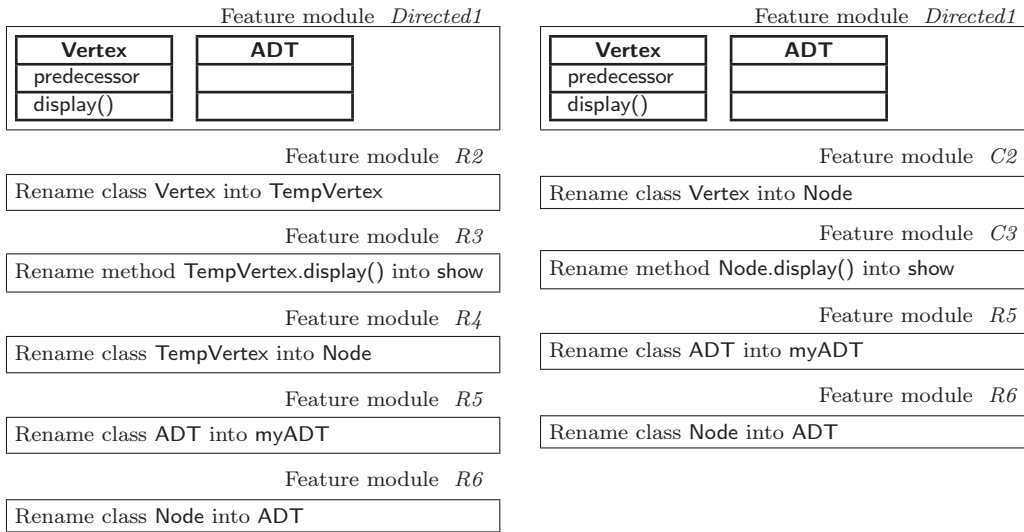 Feature module Directed1
Vertex
ADT
predecessor
display()
Feature module R2
Rename class Vertex into TempVertex
Feature module R3
Rename method TempVertex.display() into show
Feature module R4
Rename class TempVertex into Node
Feature module R5
Rename class ADT into myADT
Feature module R6
Rename class Node into ADT
Feature module Directed1
Vertex
ADT
predecessor
display()
Feature module C2
Rename class Vertex into Node
Feature module C3
Rename method Node.display() into show
Feature module R5
Rename class ADT into myADT
Feature module R6
Rename class Node into ADT